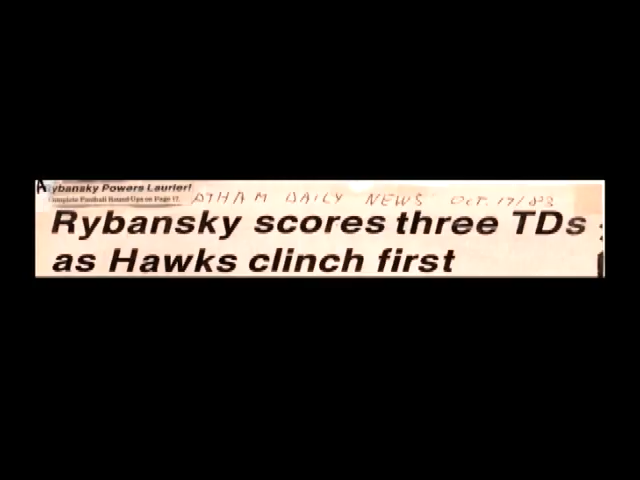 Rybansky Powers Laurier!
Complete Football Round-Ups on Page 17.
ATHAM DAILY NEWS OCT. 17/83
Rybansky scores three TDs
as Hawks clinch first